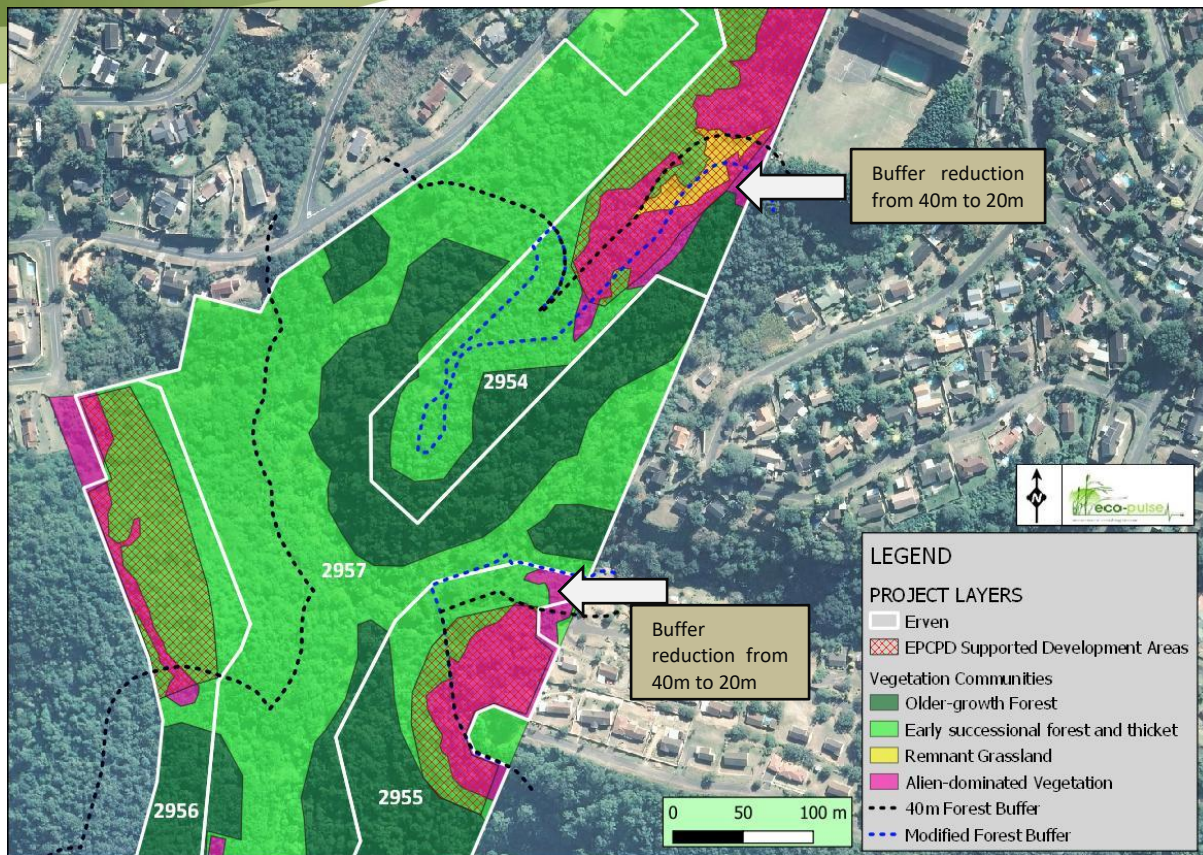 Buffer reduction
from 40m to 20m
2954
2957
Buffer
reduction from
40m to 20m
2956
2955
N
eco-pulse
LEGEND
PROJECT LAYERS
Erven
EPCPD Supported Development Areas
Vegetation Communities
Older-growth Forest
Early successional forest and thicket
Remnant Grassland
Alien-dominated Vegetation
40m Forest Buffer
Modified Forest Buffer
0 50 100 m